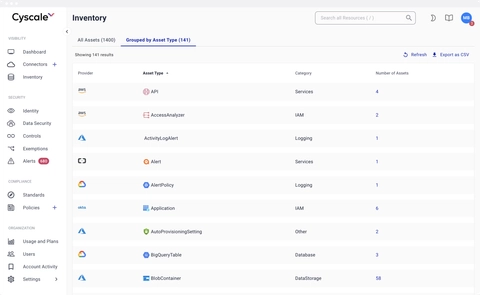 Cyscale
Inventory
Search all Resources ( / )
MB
VISIBILITY
Dashboard
Connectors +
Inventory
SECURITY
Identity
Data Security
Controls
Exemptions
Alerts
COMPLIANCE
Standards
Policies +
ORGANIZATION
Usage and Plans
Users
Account Activity
Settings
All Assets (1400)
Grouped by Asset Type (141)
Showing 141 results
Refresh
Export as CSV
Provider Asset Type Category Number of Assets
aws API Services 4
aws AccessAnalyzer IAM 2
ActivityLogAlert Logging 1
Alert Services 1
AlertPolicy Logging 1
okta Application IAM 6
AutoProvisioningSetting Other 2
BigQueryTable Database 3
BlobContainer DataStorage 58